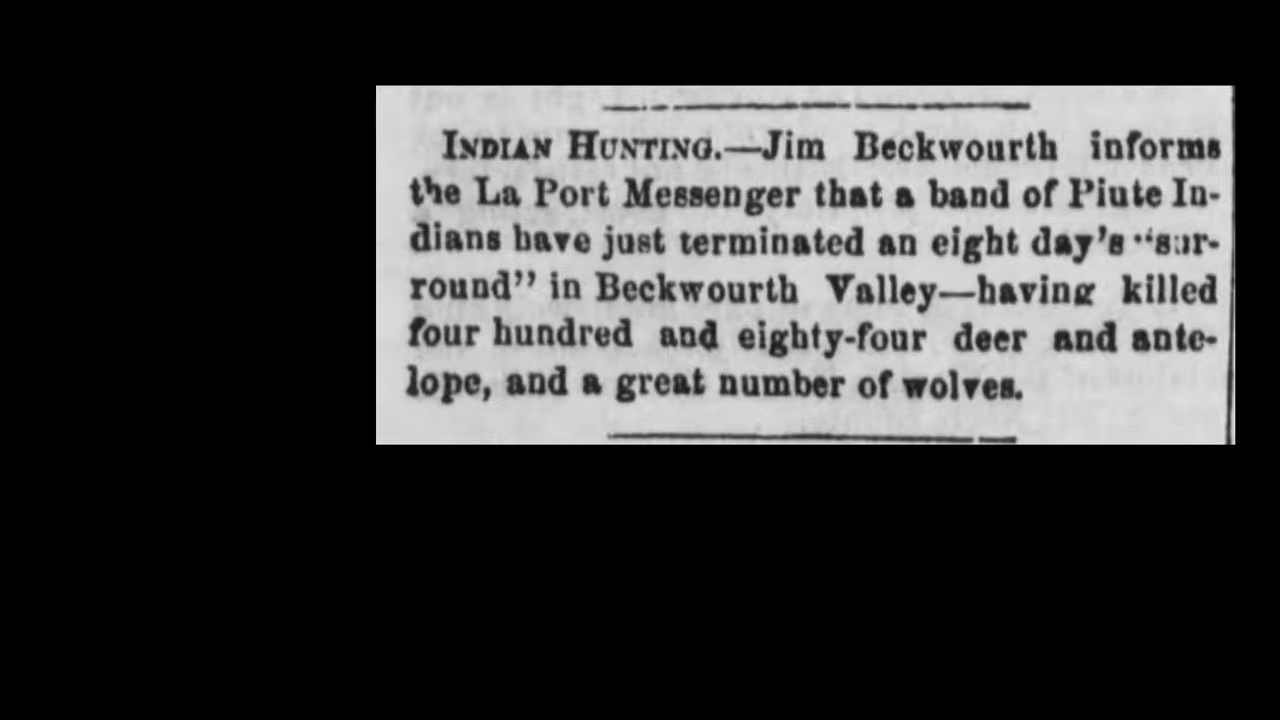 INDIAN HUNTING.—Jim Beckwourth informs
the La Port Messenger that a band of Piute In-
dians have just terminated an eight day's "sur-
round" in Beckwourth Valley—having killed
four hundred and eighty-four deer and ante-
lope, and a great number of wolves.